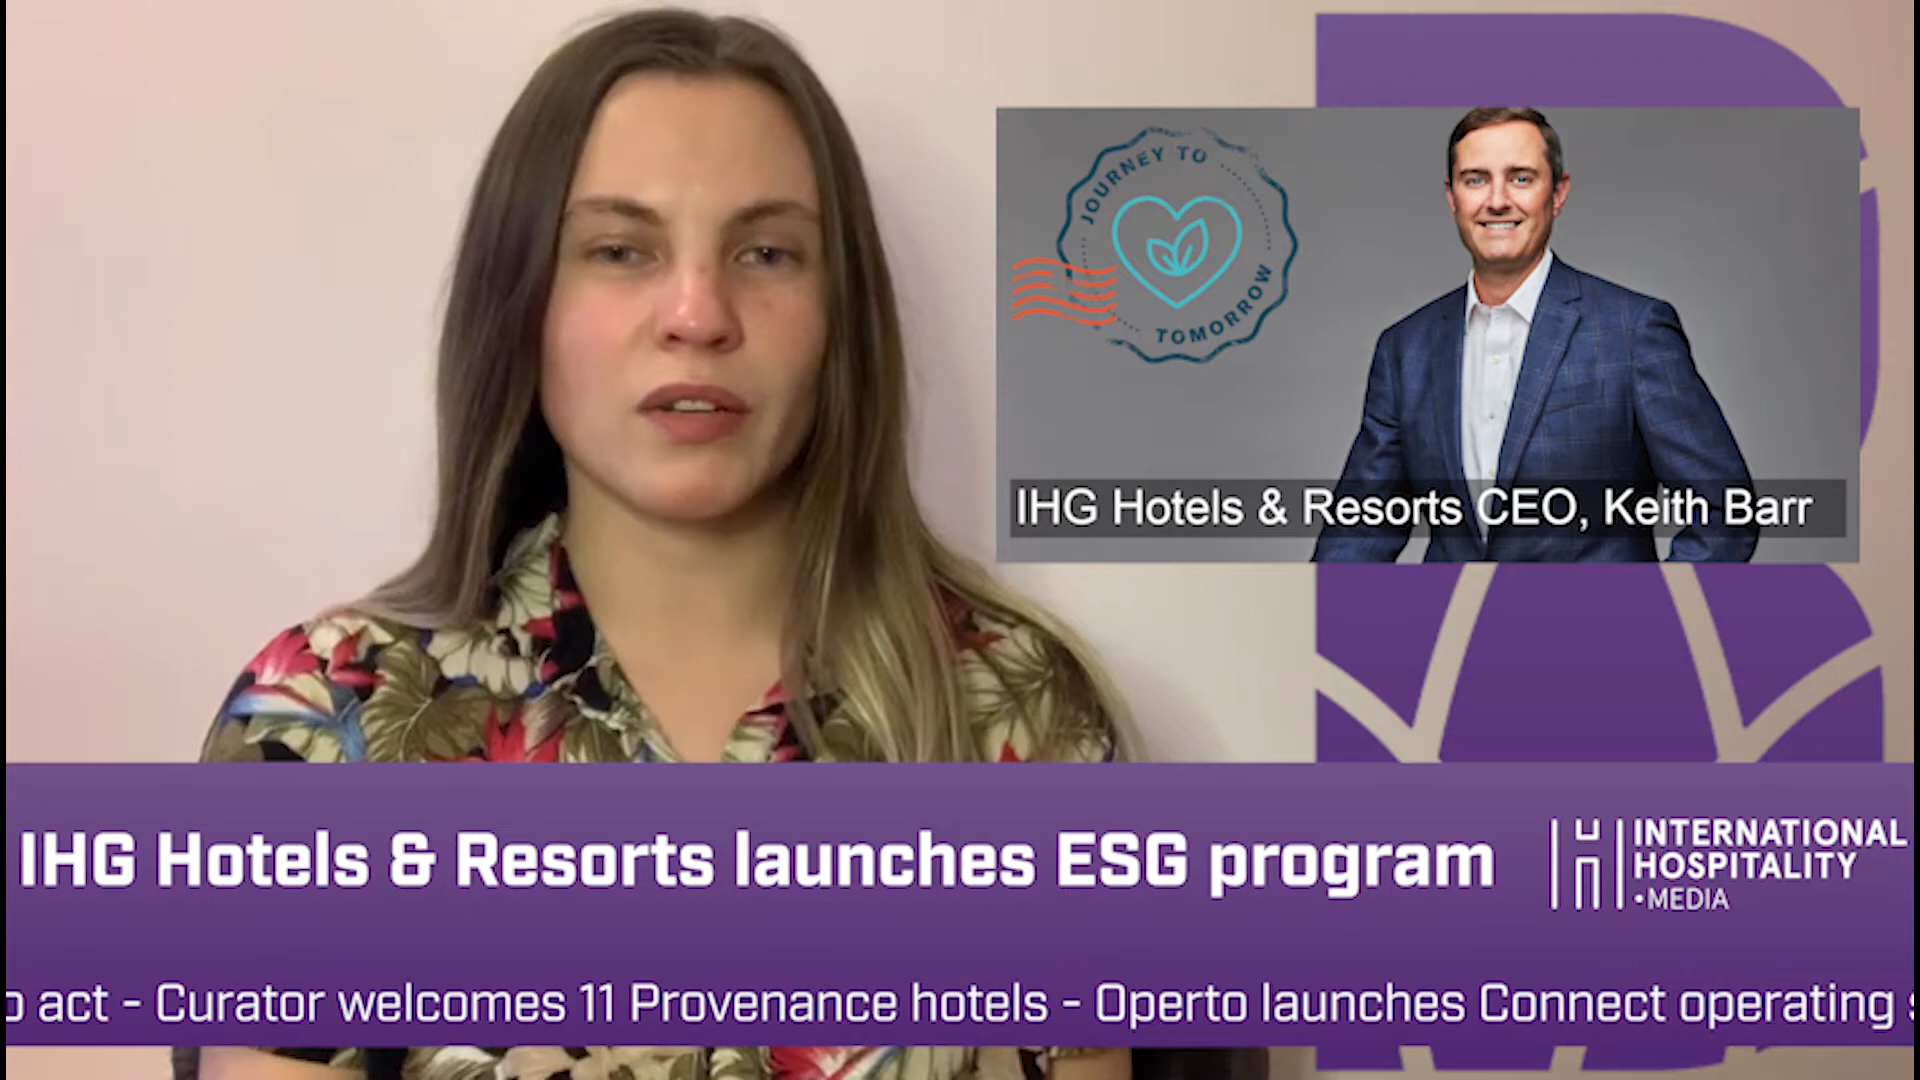 JOURNEY TO
TOMORROW
IHG Hotels & Resorts CEO, Keith Barr
IHG Hotels & Resorts launches ESG program
INTERNATIONAL
HOSPITALITY
•MEDIA
act - Curator welcomes 11 Provenance hotels - Operto launches Connect operating